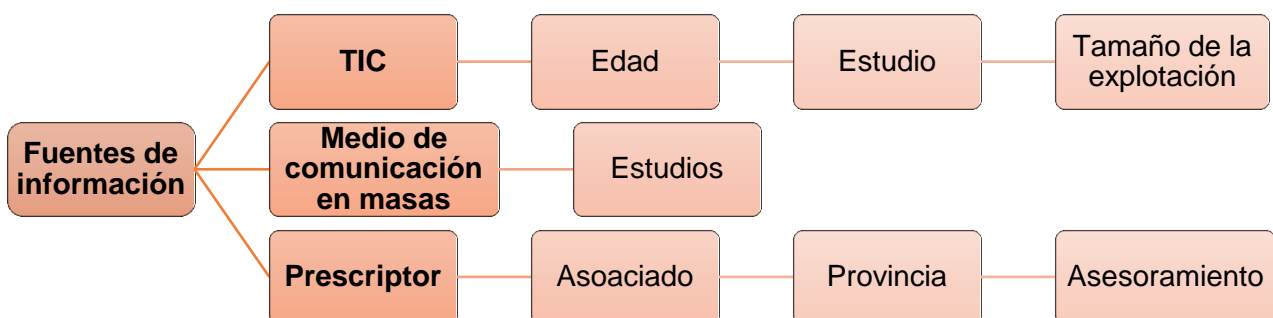 Fuentes de
información
TIC
Edad
Estudio
Tamaño de la
explotación
Medio de
comunicación
en masas
Estudios
Prescriptor
Asoaciado
Provincia
Asesoramiento